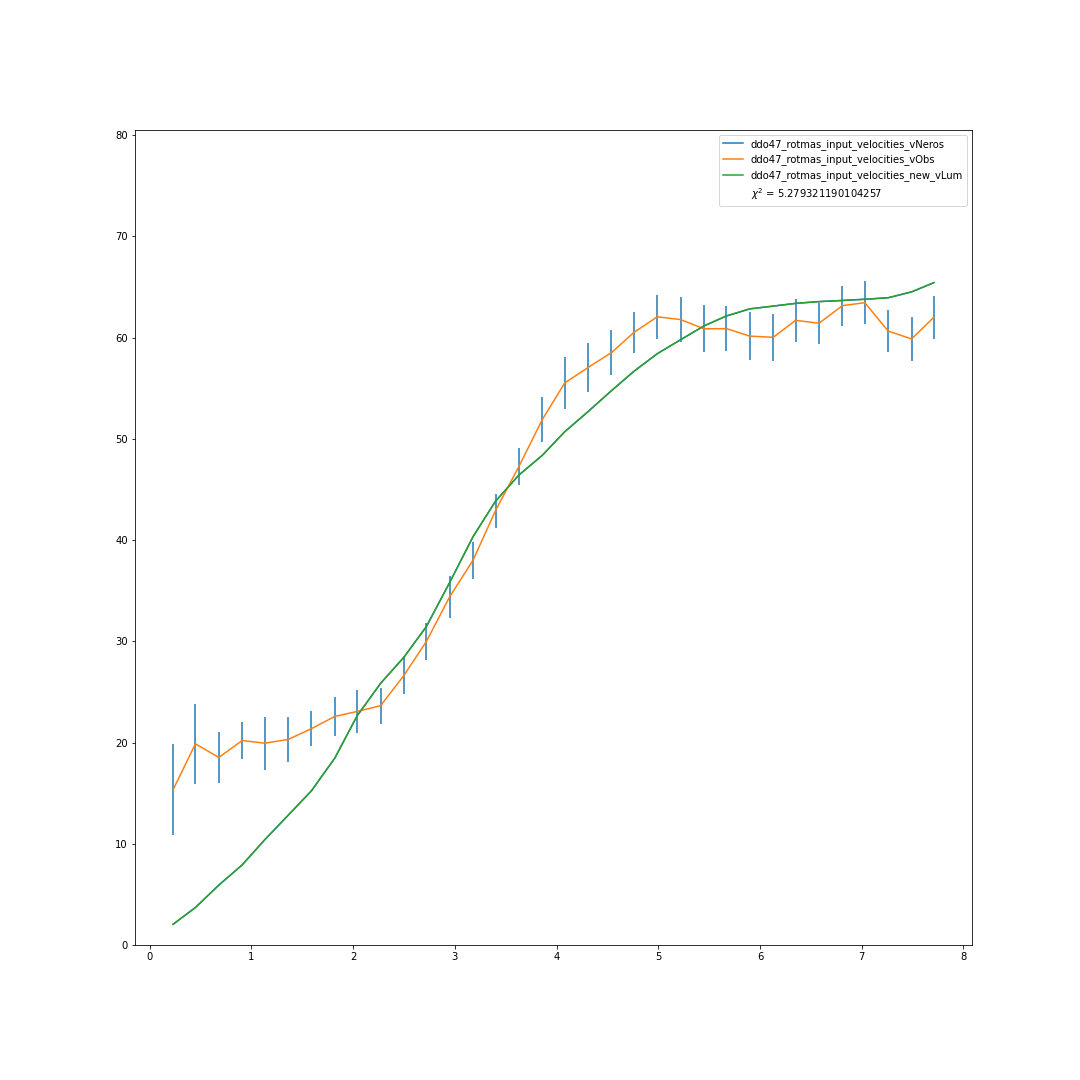 80
70
60
50
40
30
20
10
0
0 1 2 3 4 5 6 7 8
ddo47_rotmas_input_velocities_vNeros
ddo47_rotmas_input_velocities_vObs
ddo47_rotmas_input_velocities_new_vLum
χ² = 5.279321190104257